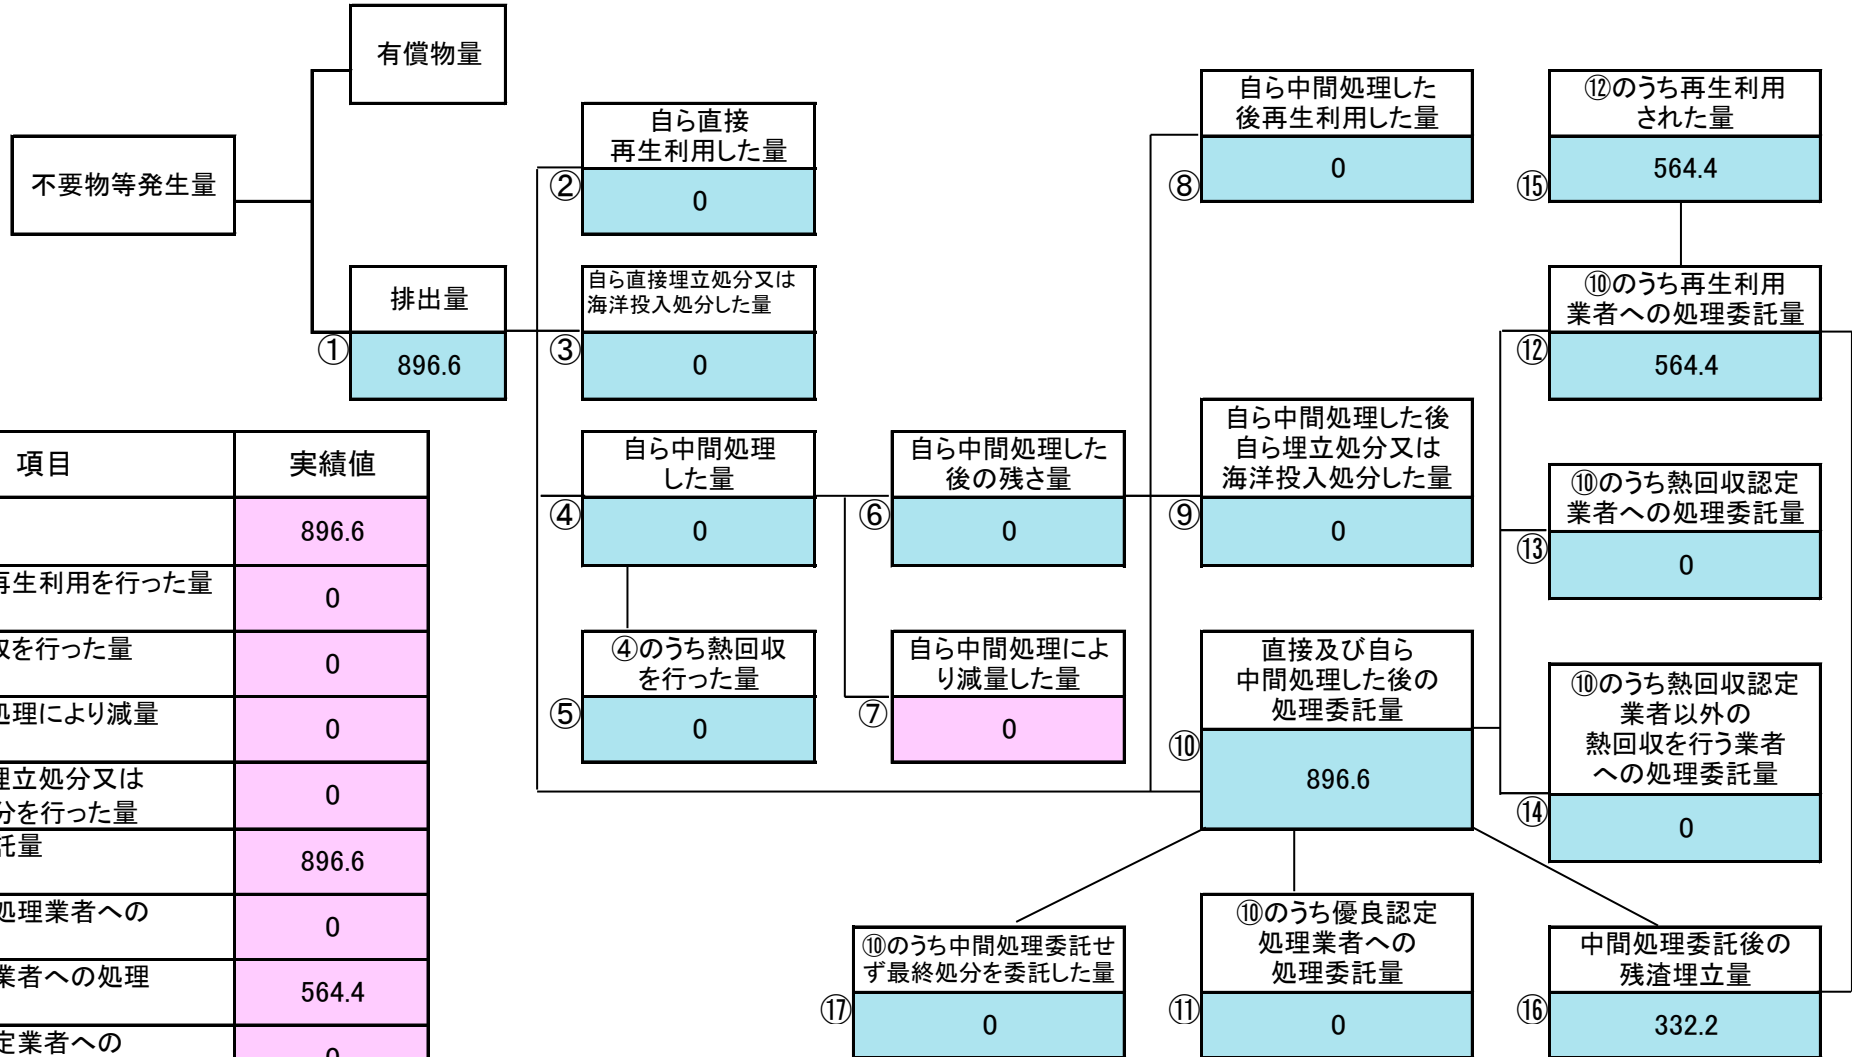 有償物量
不要物等発生量
排出量
①
896.6
自ら直接
再生利用した量
②
0
自ら直接埋立処分又は
海洋投入処分した量
③
0
自ら中間処理
した量
④
0
④のうち熱回収
を行った量
⑤
0
自ら中間処理した
後の残さ量
⑥
0
自ら中間処理によ
り減量した量
⑦
0
自ら中間処理した
後再生利用した量
⑧
0
自ら中間処理した後
自ら埋立処分又は
海洋投入処分した量
⑨
0
直接及び自ら
中間処理した後の
処理委託量
⑩
896.6
⑩のうち優良認定
処理業者への
処理委託量
⑪
0
⑩のうち再生利用
業者への処理委託量
⑫
564.4
⑩のうち熱回収認定
業者への処理委託量
⑬
0
⑩のうち熱回収認定
業者以外の
熱回収を行う業者
への処理委託量
⑭
0
⑫のうち再生利用
された量
⑮
564.4
中間処理委託後の
残渣埋立量
⑯
332.2
⑩のうち中間処理委託せ
ず最終処分を委託した量
⑰
0
項目 実績値
896.6
再生利用を行った量 0
収を行った量 0
処理により減量 0
埋立処分又は
分を行った量 0
託量 896.6
処理業者への 0
業者への処理 564.4
定業者への 0